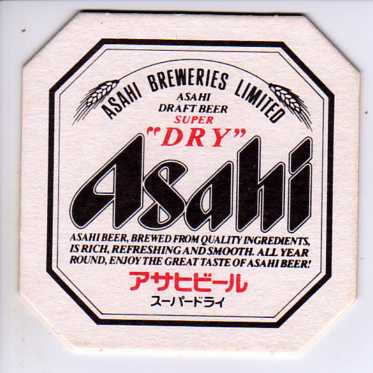 ASAHI BREWERIES LIMITED
ASAHI
DRAFT BEER
SUPER
"DRY"
Asahi
ASAHI BEER, BREWED FROM QUALITY INGREDIENTS,
IS RICH, REFRESHING AND SMOOTH. ALL YEAR
ROUND, ENJOY THE GREAT TASTE OF ASAHI BEER!
アサヒビール
スーパードライ